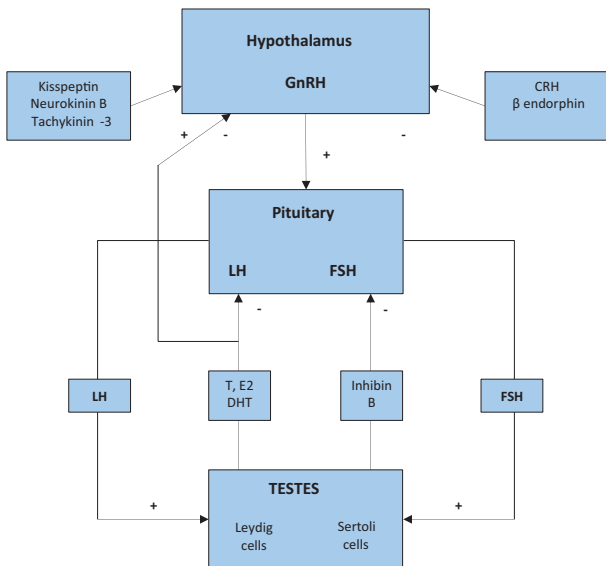 Hypothalamus
GnRH
Kisspeptin
Neurokinin B
Tachykinin -3
CRH
β endorphin
+ - -
+
Pituitary
LH FSH
- -
LH
T, E2
DHT
Inhibin
B
FSH
TESTES
+ +
Leydig
cells
Sertoli
cells